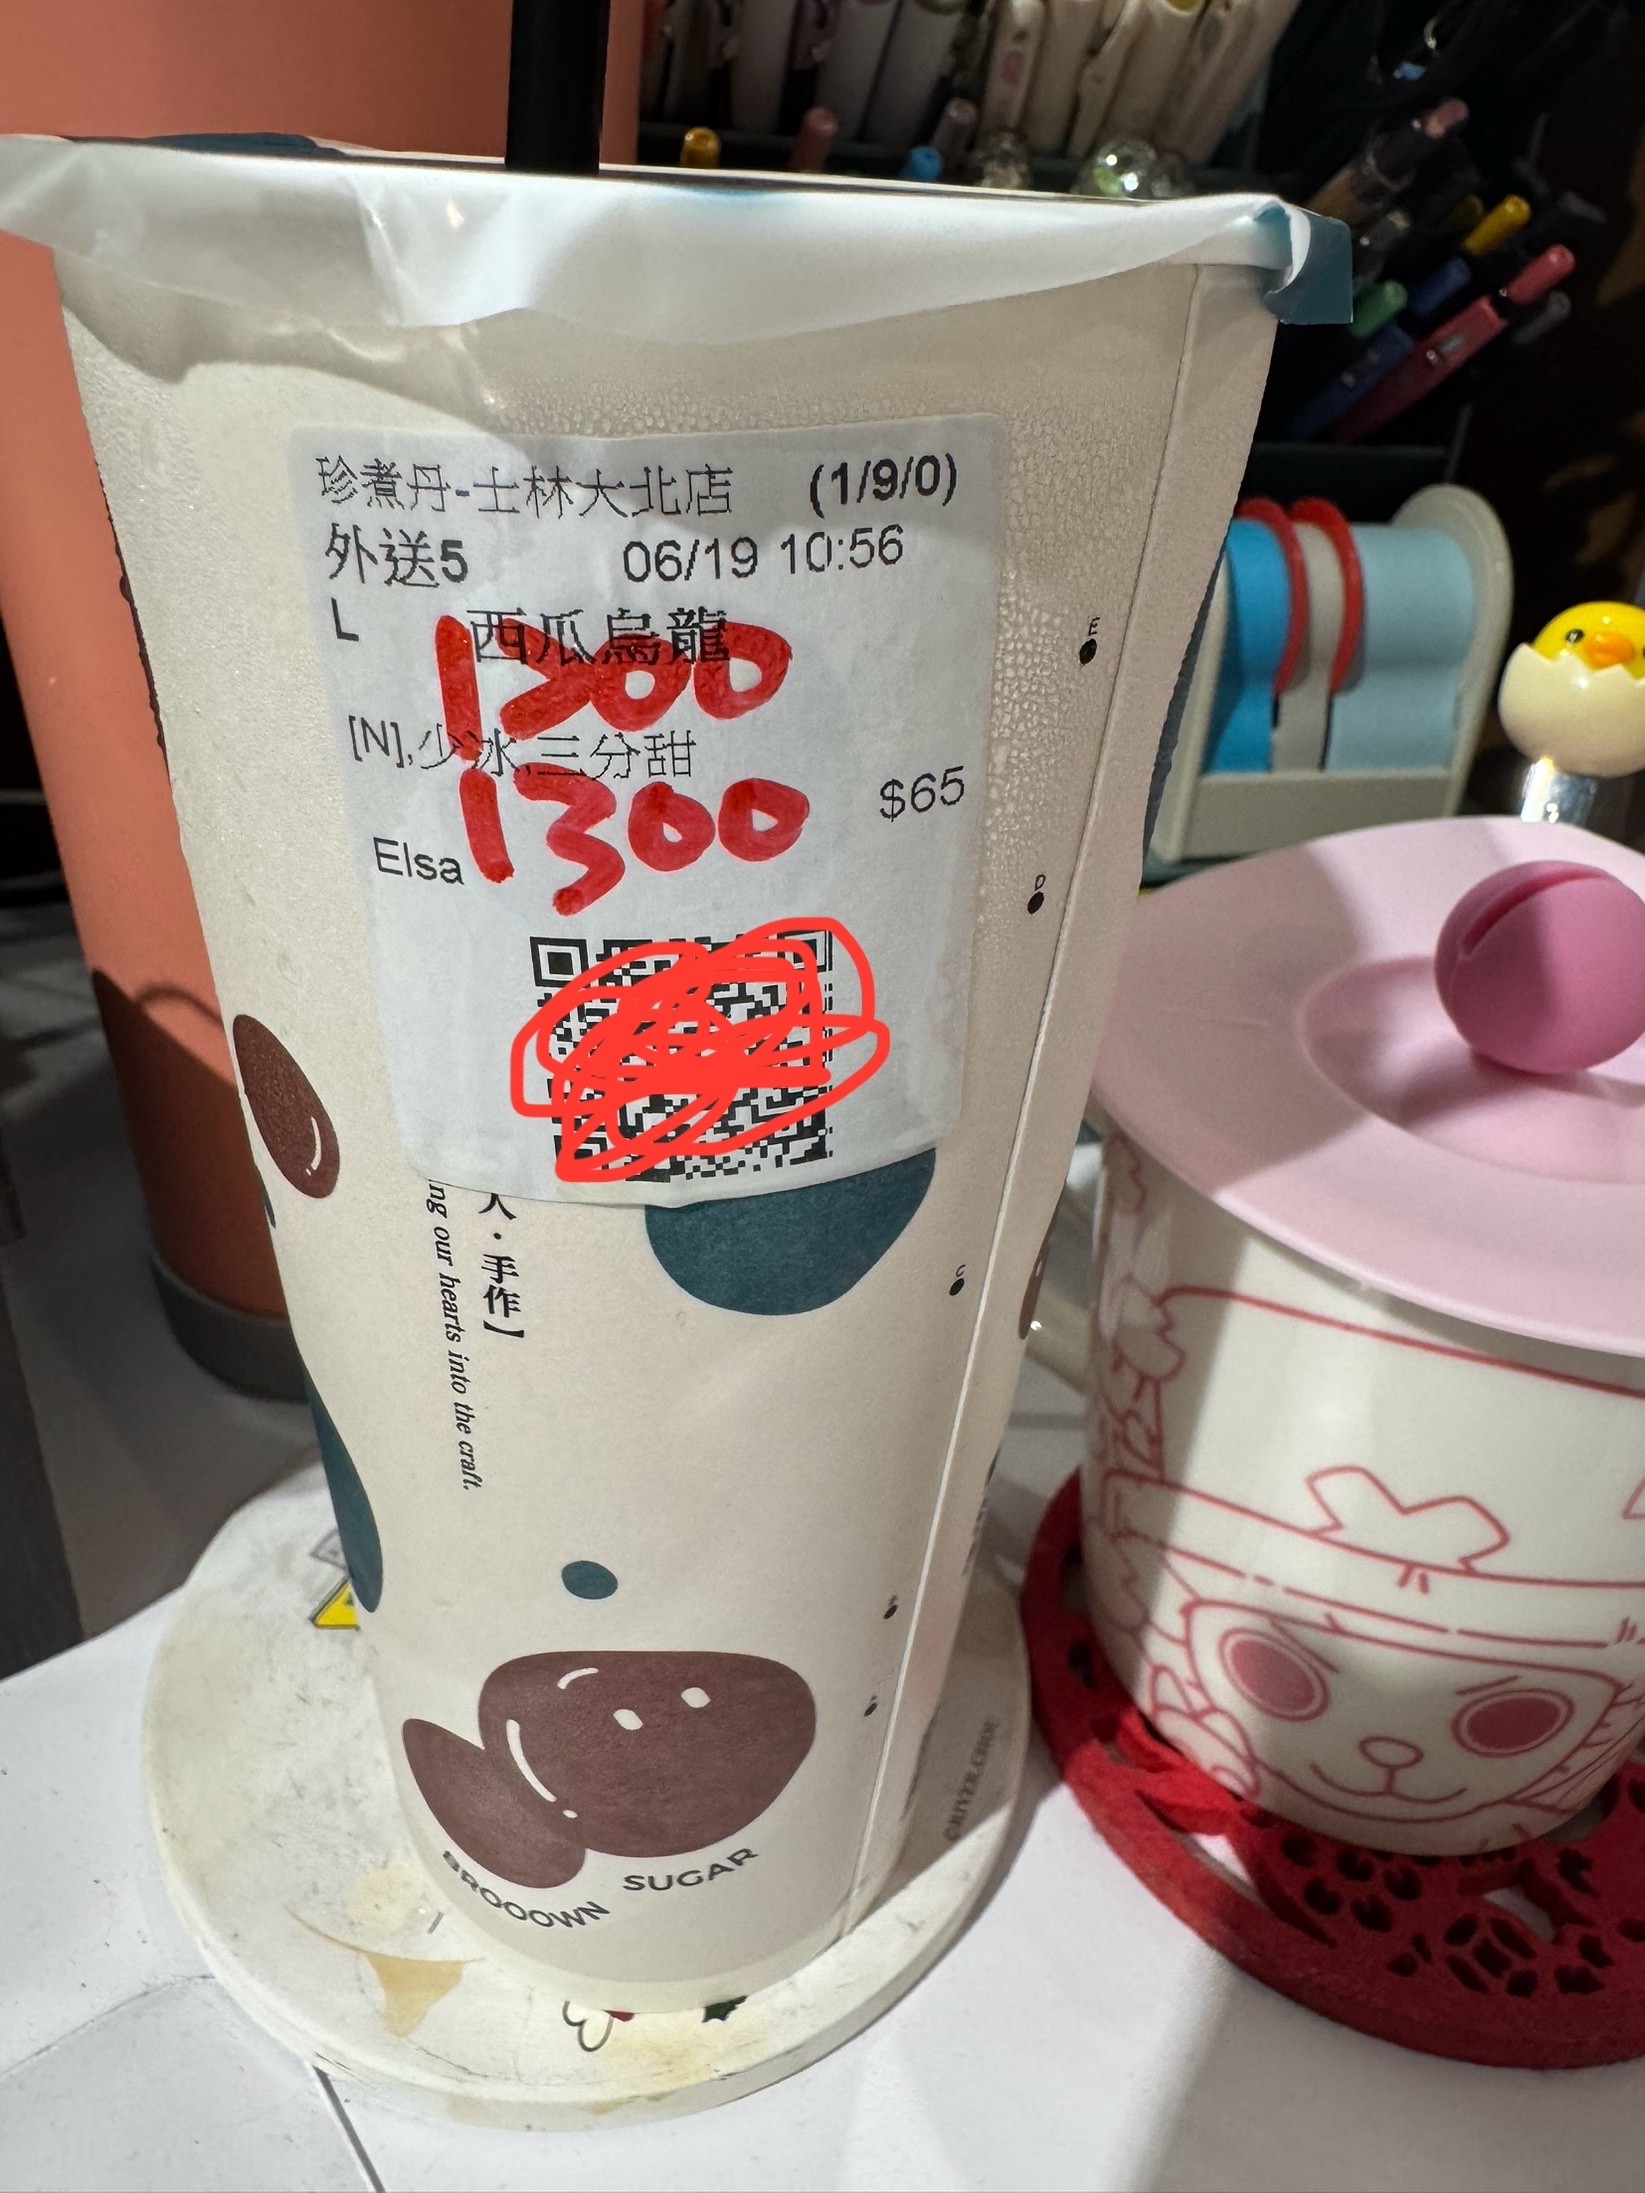 珍煮丹-士林大北店 (1/9/0)
外送5 06/19 10:56
L 西瓜烏龍
1300
[N],少冰,三分甜
1300
$65
Elsa
人・手作】
ng our hearts into the craft.
E
D
C
BROOOWN SUGAR